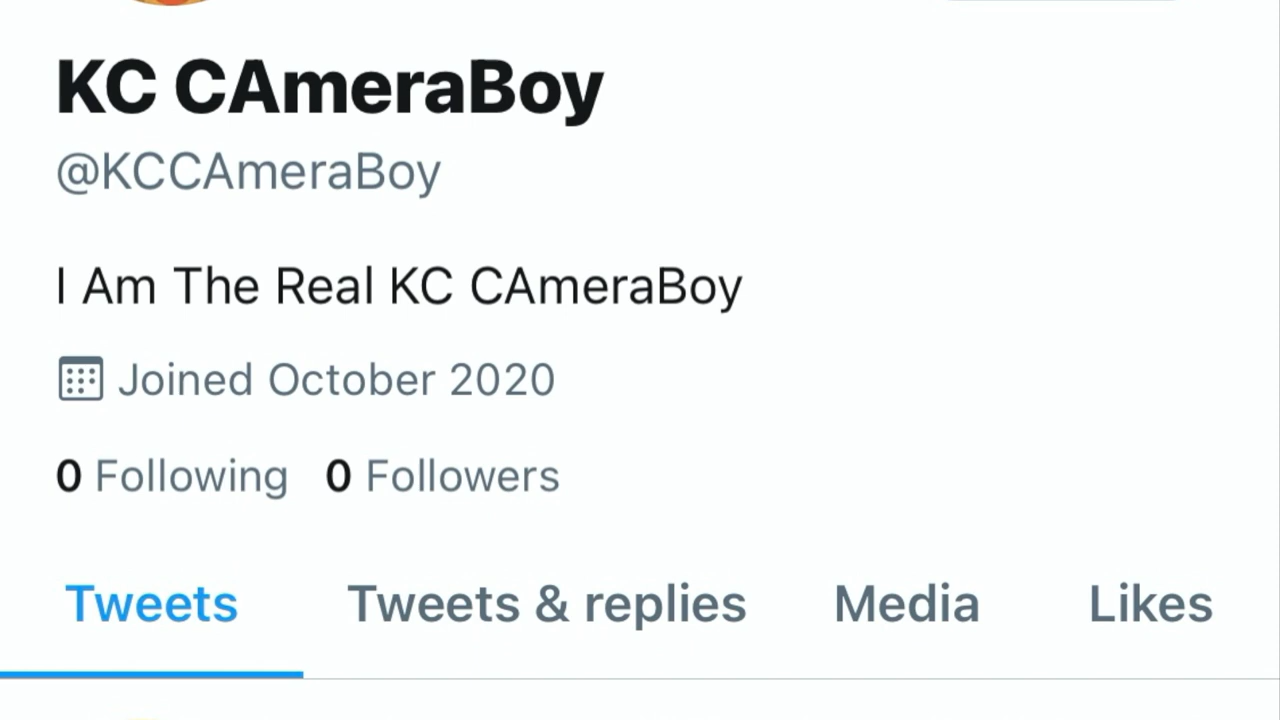 KC CAmeraBoy
@KCCAmeraBoy
I Am The Real KC CAmeraBoy
Joined October 2020
0 Following 0 Followers
Tweets Tweets & replies Media Likes